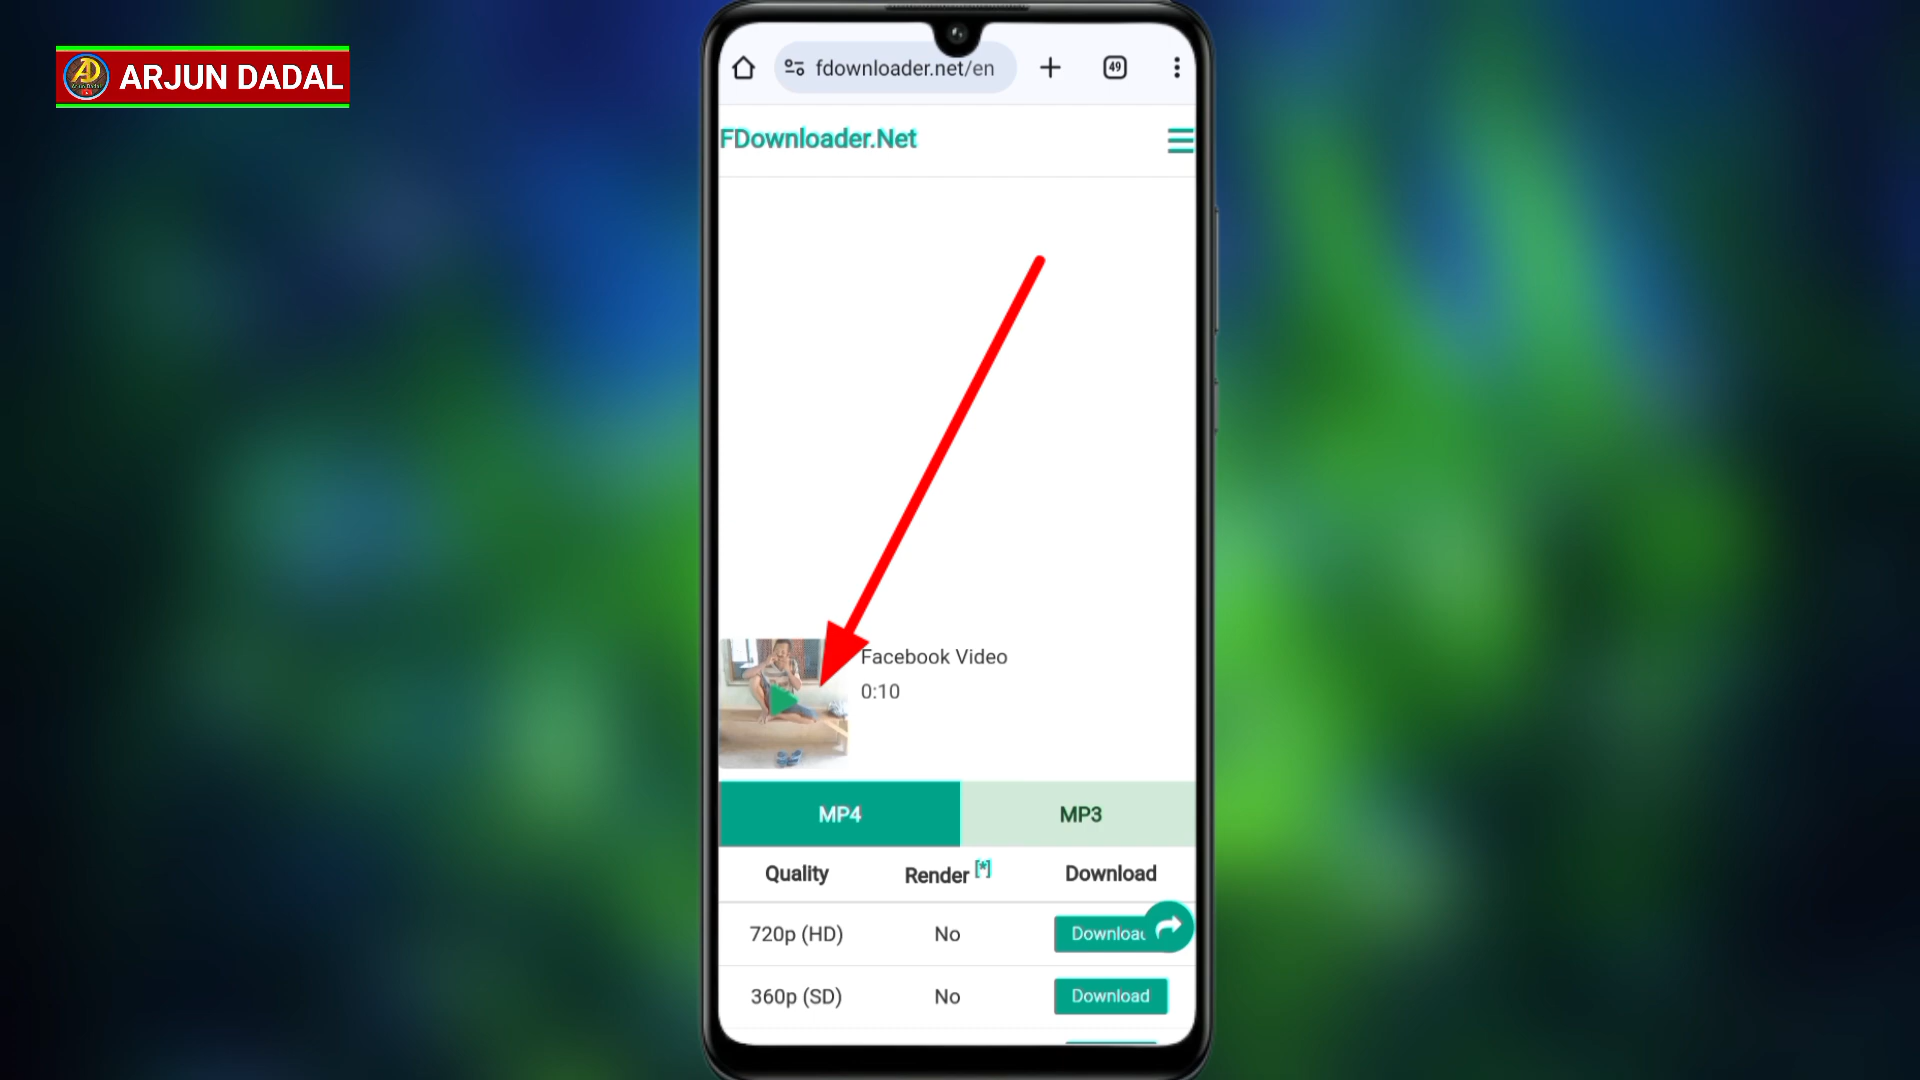 ARJUN DADAL
fdownloader.net/en
49
FDownloader.Net
Facebook Video
0:10
MP4
MP3
Quality
Render [*]
Download
720p (HD)
No
Download
360p (SD)
No
Download